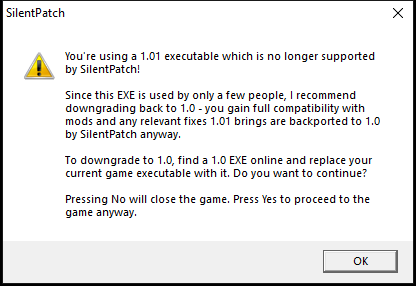 SilentPatch
You're using a 1.01 executable which is no longer supported
by SilentPatch!
Since this EXE is used by only a few people, I recommend
downgrading back to 1.0 - you gain full compatibility with
mods and any relevant fixes 1.01 brings are backported to 1.0
by SilentPatch anyway.
To downgrade to 1.0, find a 1.0 EXE online and replace your
current game executable with it. Do you want to continue?
Pressing No will close the game. Press Yes to proceed to the
game anyway.
OK